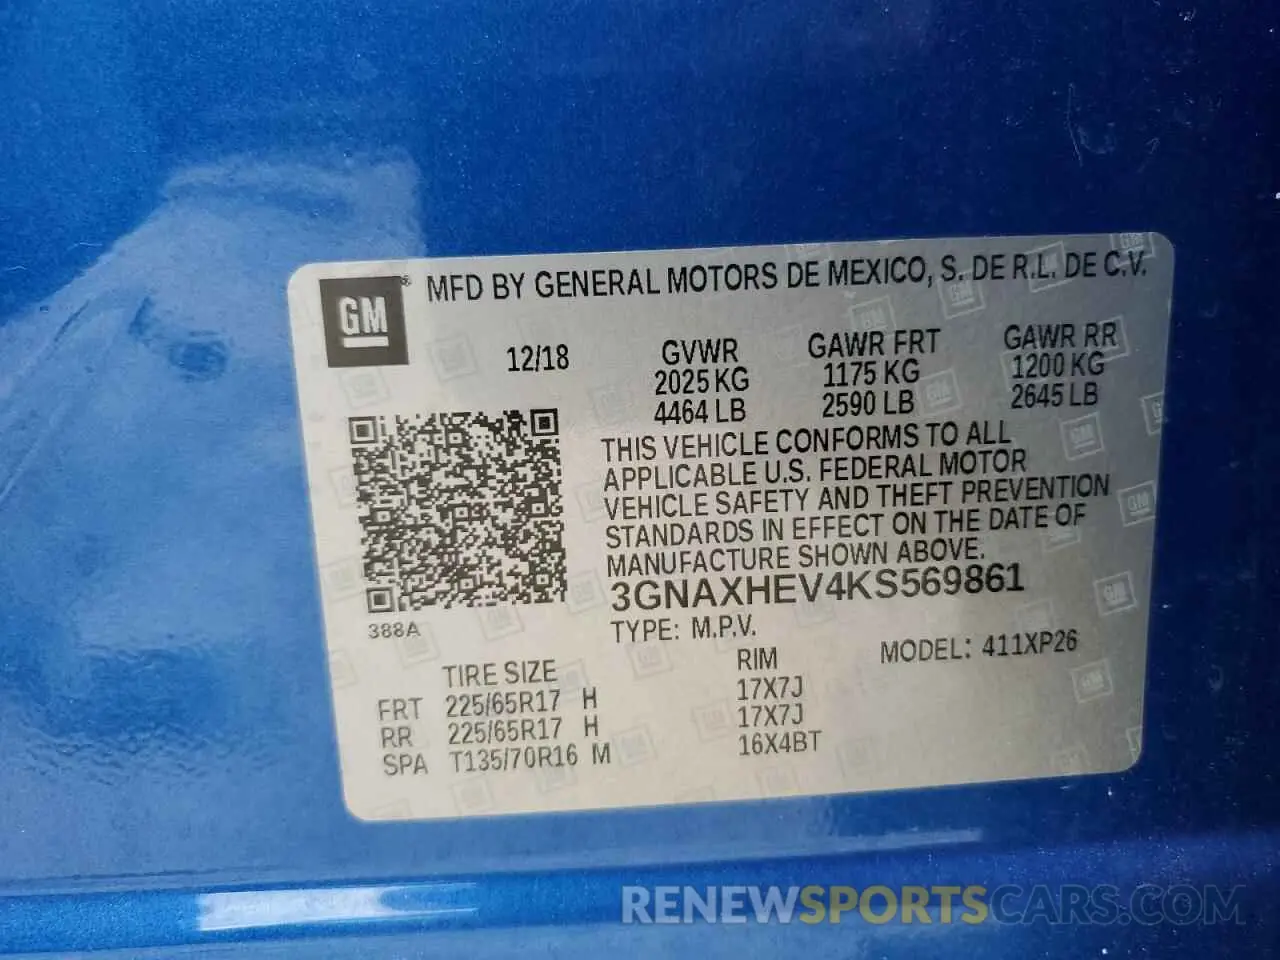 GM® MFD BY GENERAL MOTORS DE MEXICO, S. DE R.L. DE C.V.
12/18 GVWR GAWR FRT GAWR RR
2025 KG 1175 KG 1200 KG
4464 LB 2590 LB 2645 LB
THIS VEHICLE CONFORMS TO ALL
APPLICABLE U.S. FEDERAL MOTOR
VEHICLE SAFETY AND THEFT PREVENTION
STANDARDS IN EFFECT ON THE DATE OF
MANUFACTURE SHOWN ABOVE.
3GNAXHEV4KS569861
388A
TYPE: M.P.V. MODEL: 411XP26
TIRE SIZE RIM
FRT 225/65R17 H 17X7J
RR 225/65R17 H 17X7J
SPA T135/70R16 M 16X4BT
RENEWSPORTSCARS.COM